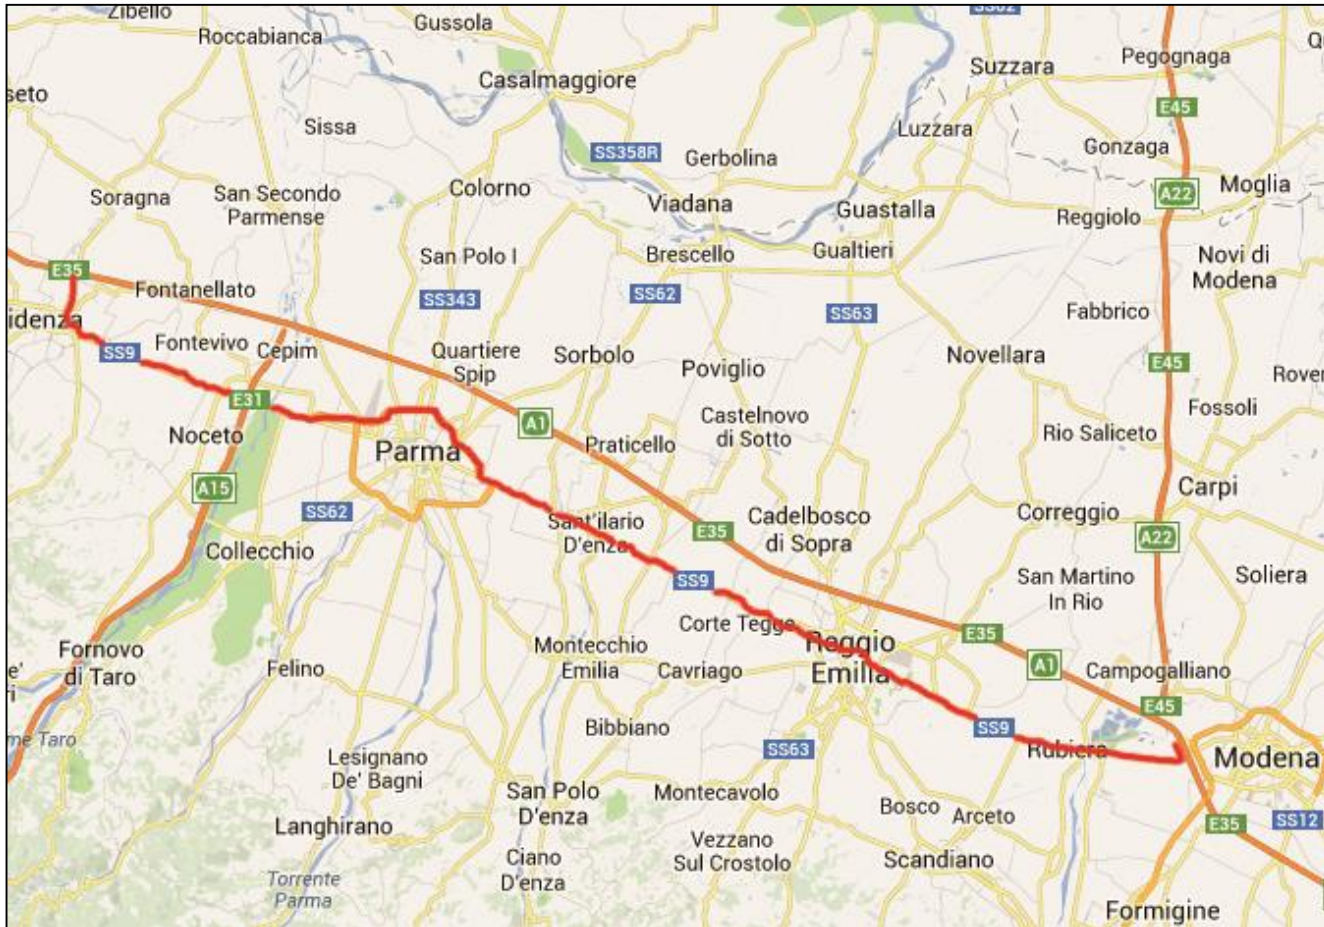 Zibello
Gussola
SS62
Roccabianca
Pegognaga
Qu
Suzzara
Casalmaggiore
seto
E45
Sissa
Luzzara
Gonzaga
SS358R
Gerbolina
Colorno
Soragna
San Secondo
Parmense
Viadana
Guastalla
A22
Moglia
Reggiolo
San Polo I
Brescello
Gualtieri
Novi di
Modena
E35
Fontanellato
SS343
SS62
SS63
Fabbrico
idenza
SS9
Fontevivo
Cepim
Quartiere
Spip
Sorbolo
Poviglio
Novellara
E45
Rover
E31
Fossoli
A1
Castelnovo
di Sotto
Noceto
Parma
Praticello
Rio Saliceto
A15
Carpi
SS62
Sant'ilario
D'enza
E35
Cadelbosco
di Sopra
Correggio
A22
Collecchio
SS9
San Martino
In Rio
Soliera
Corte Tegge
E35
Fornovo
di Taro
Felino
Montecchio
Emilia
Cavriago
Reggio
Emilia
A1
Campogalliano
e'
ri
E45
Bibbiano
SS9
me Taro
SS63
Rubiera
Modena
Lesignano
De' Bagni
San Polo
D'enza
Montecavolo
Bosco
Arceto
E35
SS12
Langhirano
Vezzano
Sul Crostolo
Scandiano
Ciano
D'enza
Torrente
Parma
Formigine